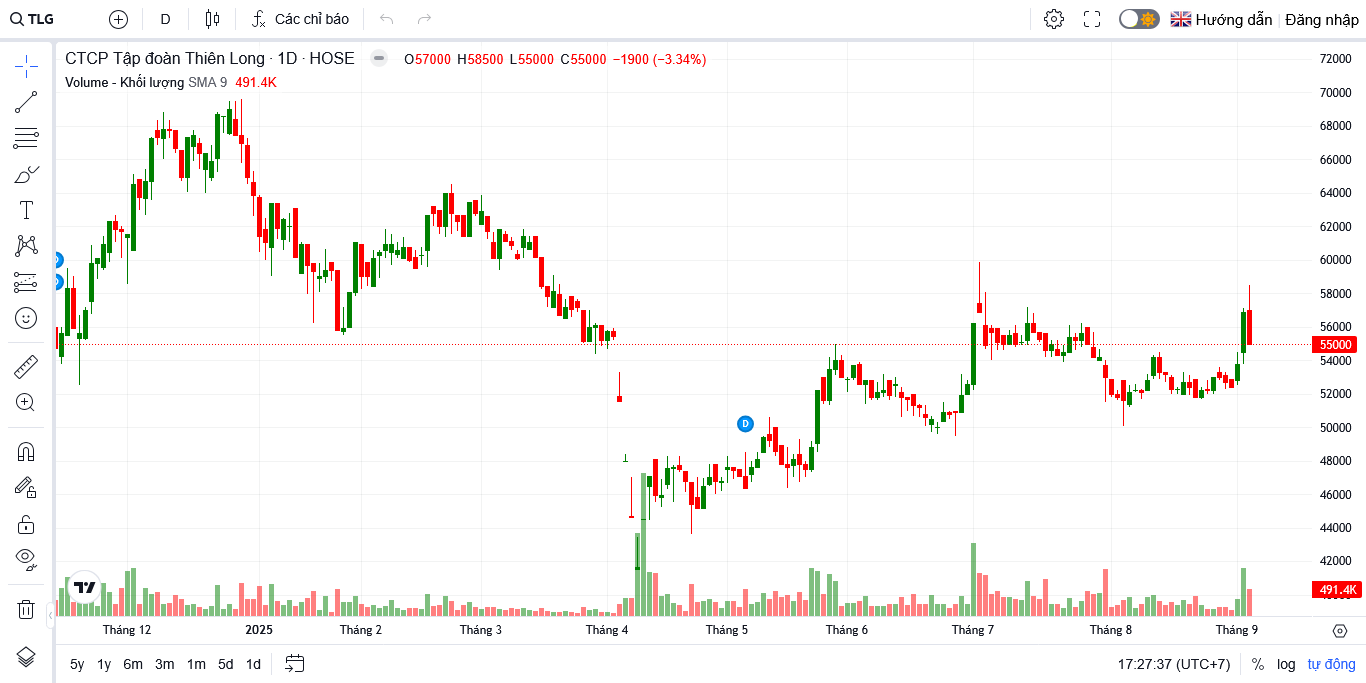 TLG D Các chỉ báo Hướng dẫn Đăng nhập
CTCP Tập đoàn Thiên Long · 1D · HOSE O57000 H58500 L55000 C55000 −1900 (−3.34%)
Volume - Khối lượng SMA 9 491.4K
72000
70000
68000
66000
64000
62000
60000
58000
56000
55000
54000
52000
50000
48000
46000
44000
42000
491.4K
D
Tháng 12 2025 Tháng 2 Tháng 3 Tháng 4 Tháng 5 Tháng 6 Tháng 7 Tháng 8 Tháng 9
5y 1y 6m 3m 1m 5d 1d 17:27:37 (UTC+7) % log tự động